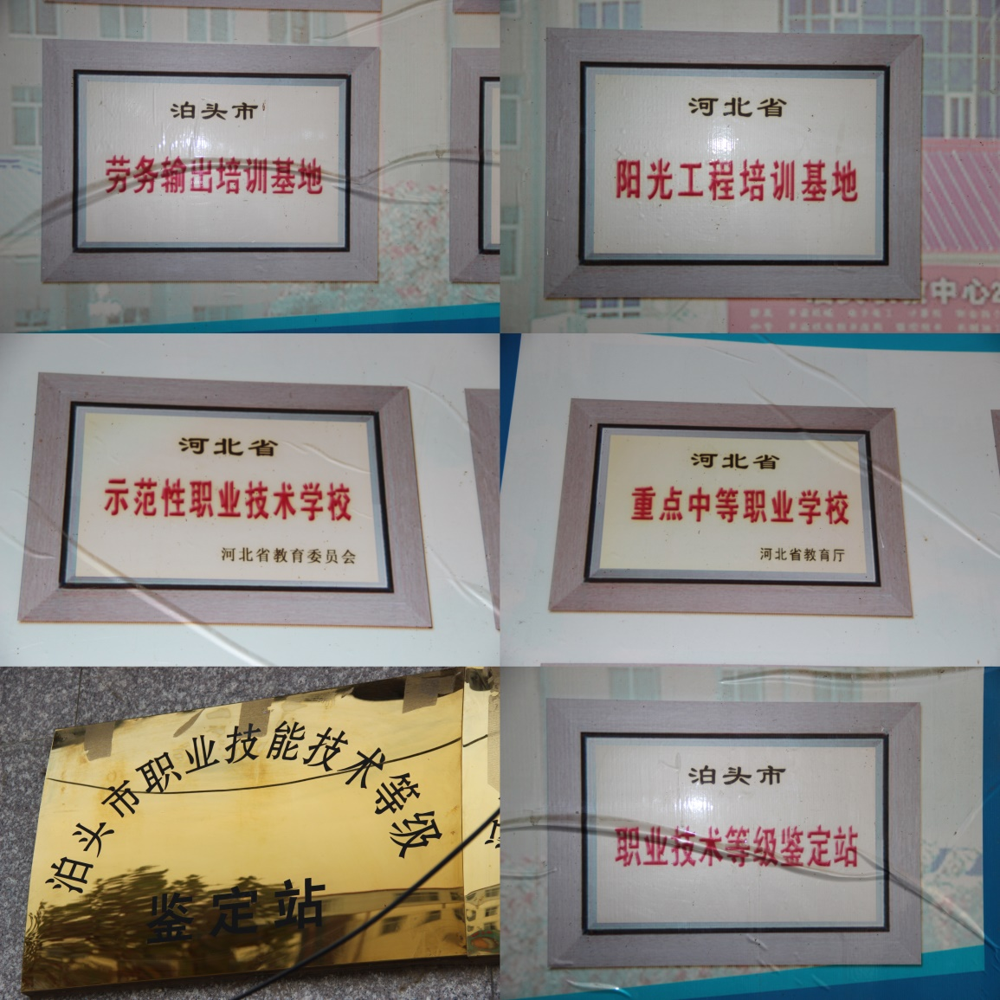 泊头市
劳务输出培训基地
河北省
阳光工程培训基地
中心2
河北省
示范性职业技术学校
河北省教育委员会
河北省
重点中等职业学校
河北省教育厅
泊头市职业技能技术等级
鉴定站
泊头市
职业技术等级鉴定站